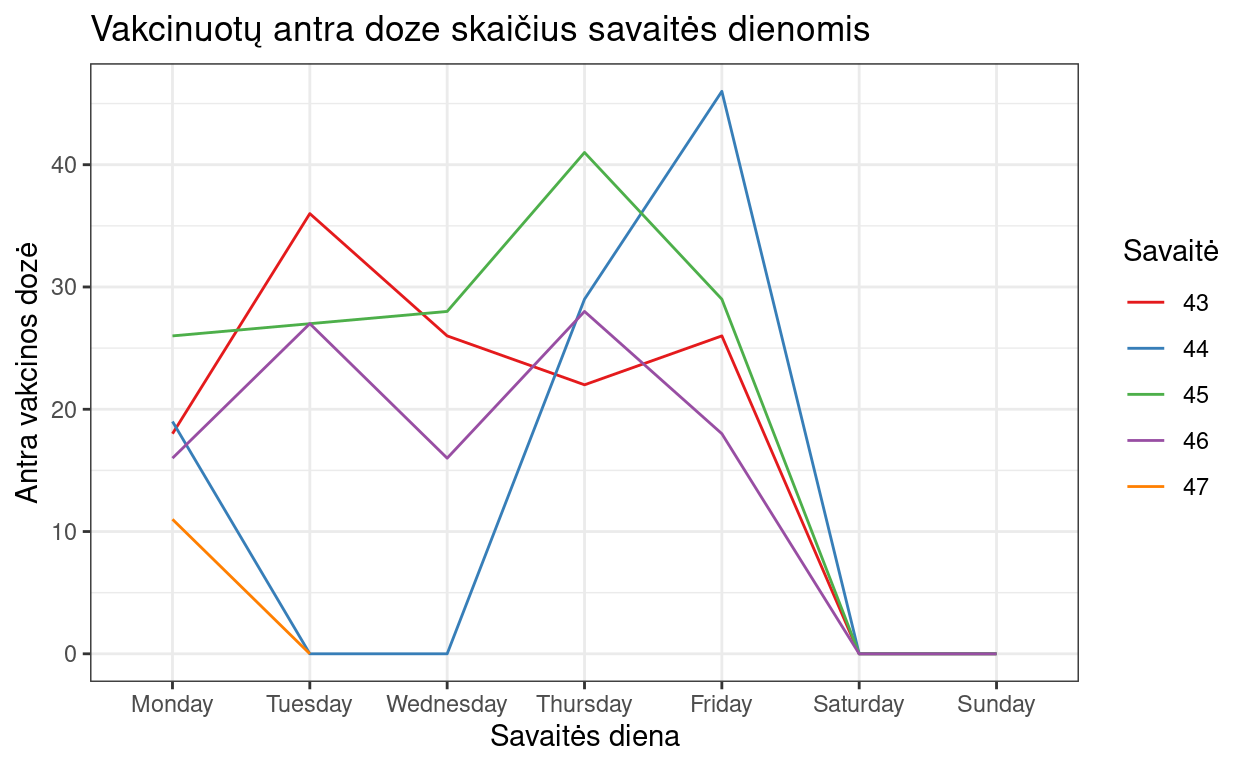 Vakcinuotų antra doze skaičius savaitės dienomis
Antra vakcinos dozė
40
30
20
10
0
Monday Tuesday Wednesday Thursday Friday Saturday Sunday
Savaitės diena
Savaitė
43
44
45
46
47